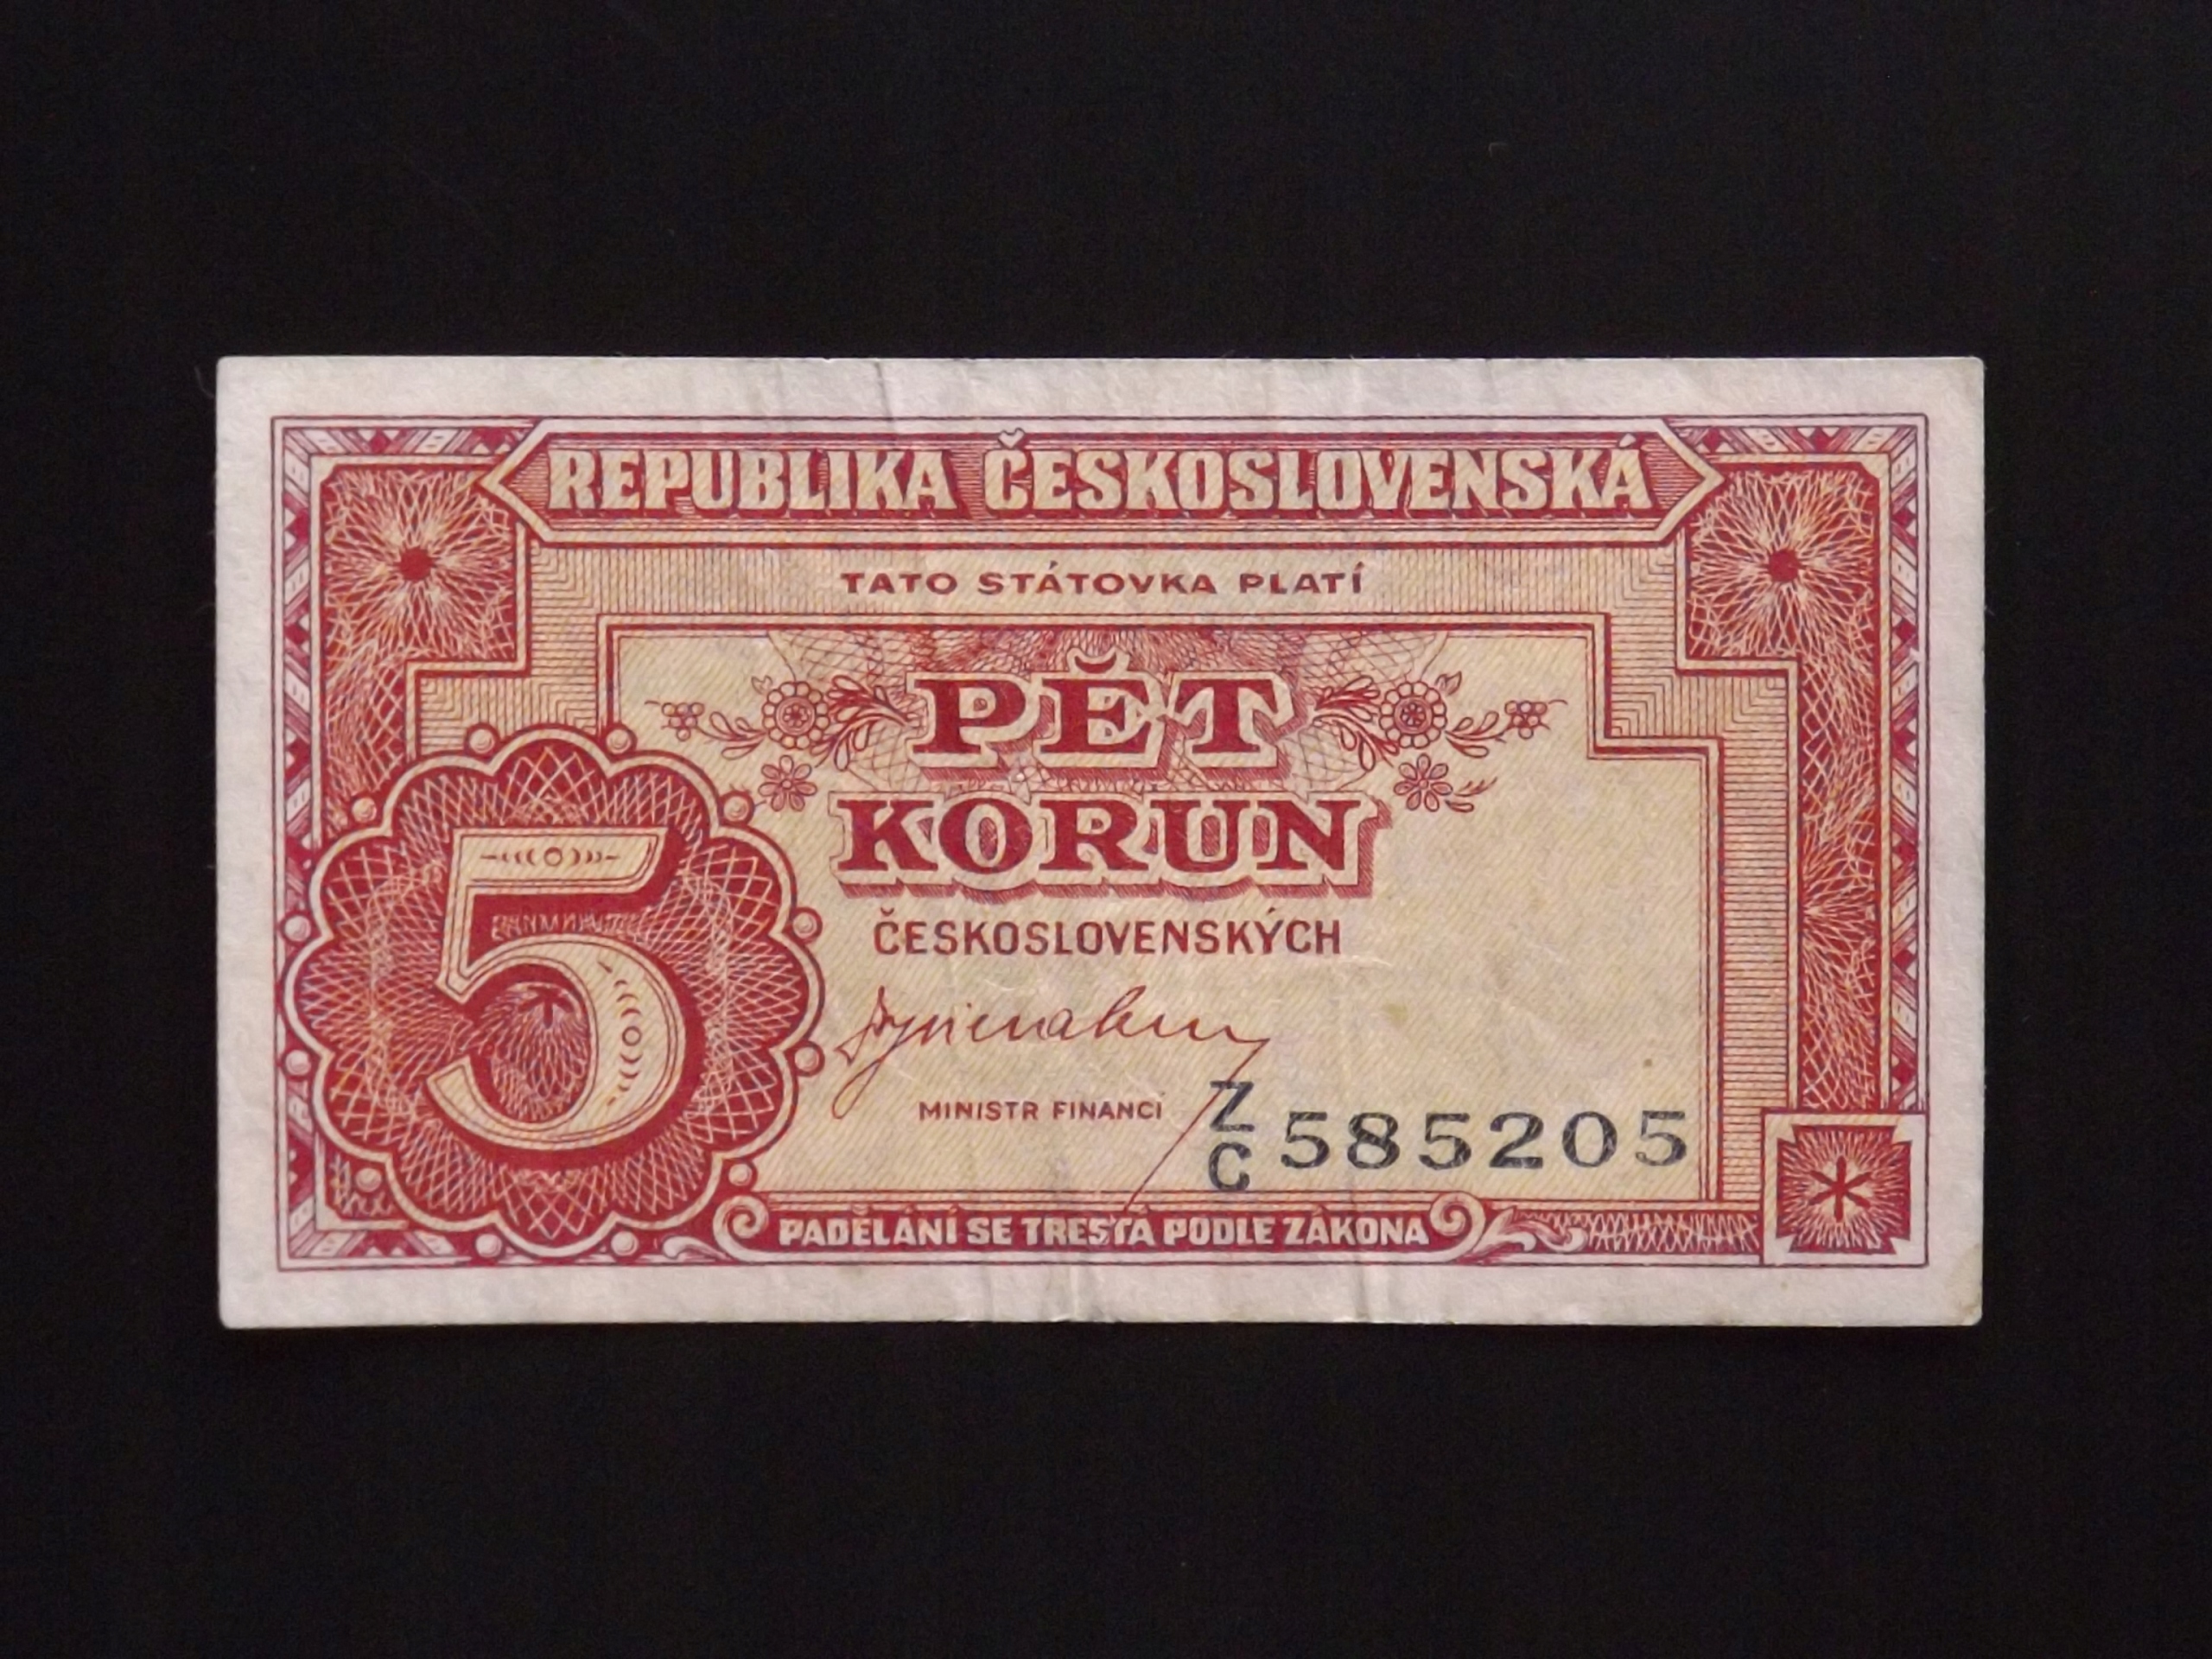 REPUBLIKA ČESKOSLOVENSKÁ
TATO STÁTOVKA PLATÍ
PĚT
KORUN
ČESKOSLOVENSKÝCH
5
MINISTR FINANCÍ
Z
C 585205
PADĚLÁNÍ SE TRESTÁ PODLE ZÁKONA